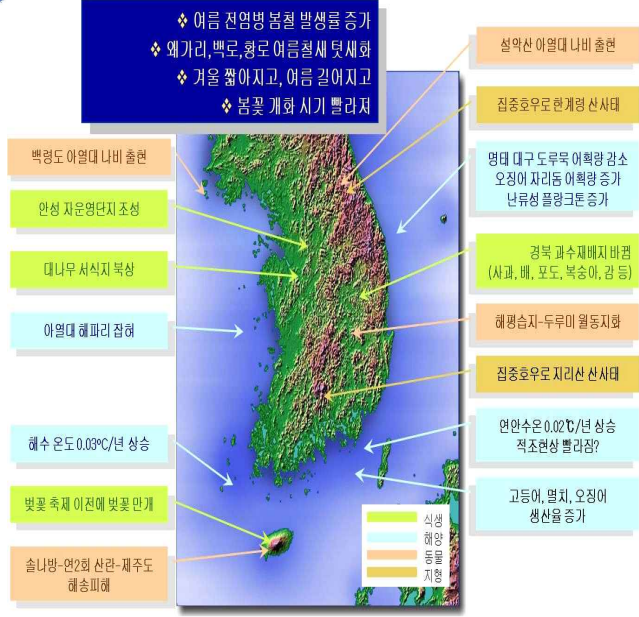 ❖ 여름 전염병 봄철 발생률 증가
❖ 왜가리,백로,황로 여름철새 텃새화
❖ 겨울 짧아지고, 여름 길어지고
❖ 봄꽃 개화 시기 빨라져
백령도 아열대 나비 출현
안성 자운영단지 조성
대나무 서식지 북상
아열대 해파리 잡혀
해수 온도 0.03℃/년 상승
벚꽃 축제 이전에 벚꽃 만개
솔나방-연2회 산란-제주도
해송피해
설악산 아열대 나비 출현
집중호우로 한계령 산사태
명태 대구 도루묵 어획량 감소
오징어 자리돔 어획량 증가
난류성 플랑크톤 증가
경북 과수재배지 바뀜
(사과, 배, 포도, 복숭아, 감 등)
해평습지-두루미 월동지화
집중호우로 지리산 산사태
연안수온 0.02℃/년 상승
적조현상 빨라짐?
고등어, 멸치, 오징어
생산율 증가
식생
해양
동물
지형